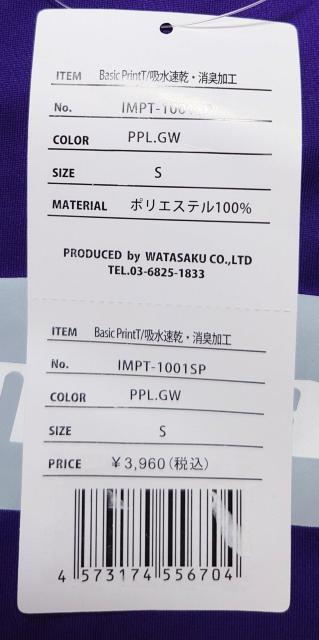 ITEM Basic PrintT/吸水速乾・消臭加工
No. IMPT-1001SP
COLOR PPL.GW
SIZE S
MATERIAL ポリエステル100%
PRODUCED by WATASAKU CO.,LTD
TEL.03-6825-1833
ITEM Basic PrintT/吸水速乾・消臭加工
No. IMPT-1001SP
COLOR PPL.GW
SIZE S
PRICE ￥3,960(税込)
4 573174 556704